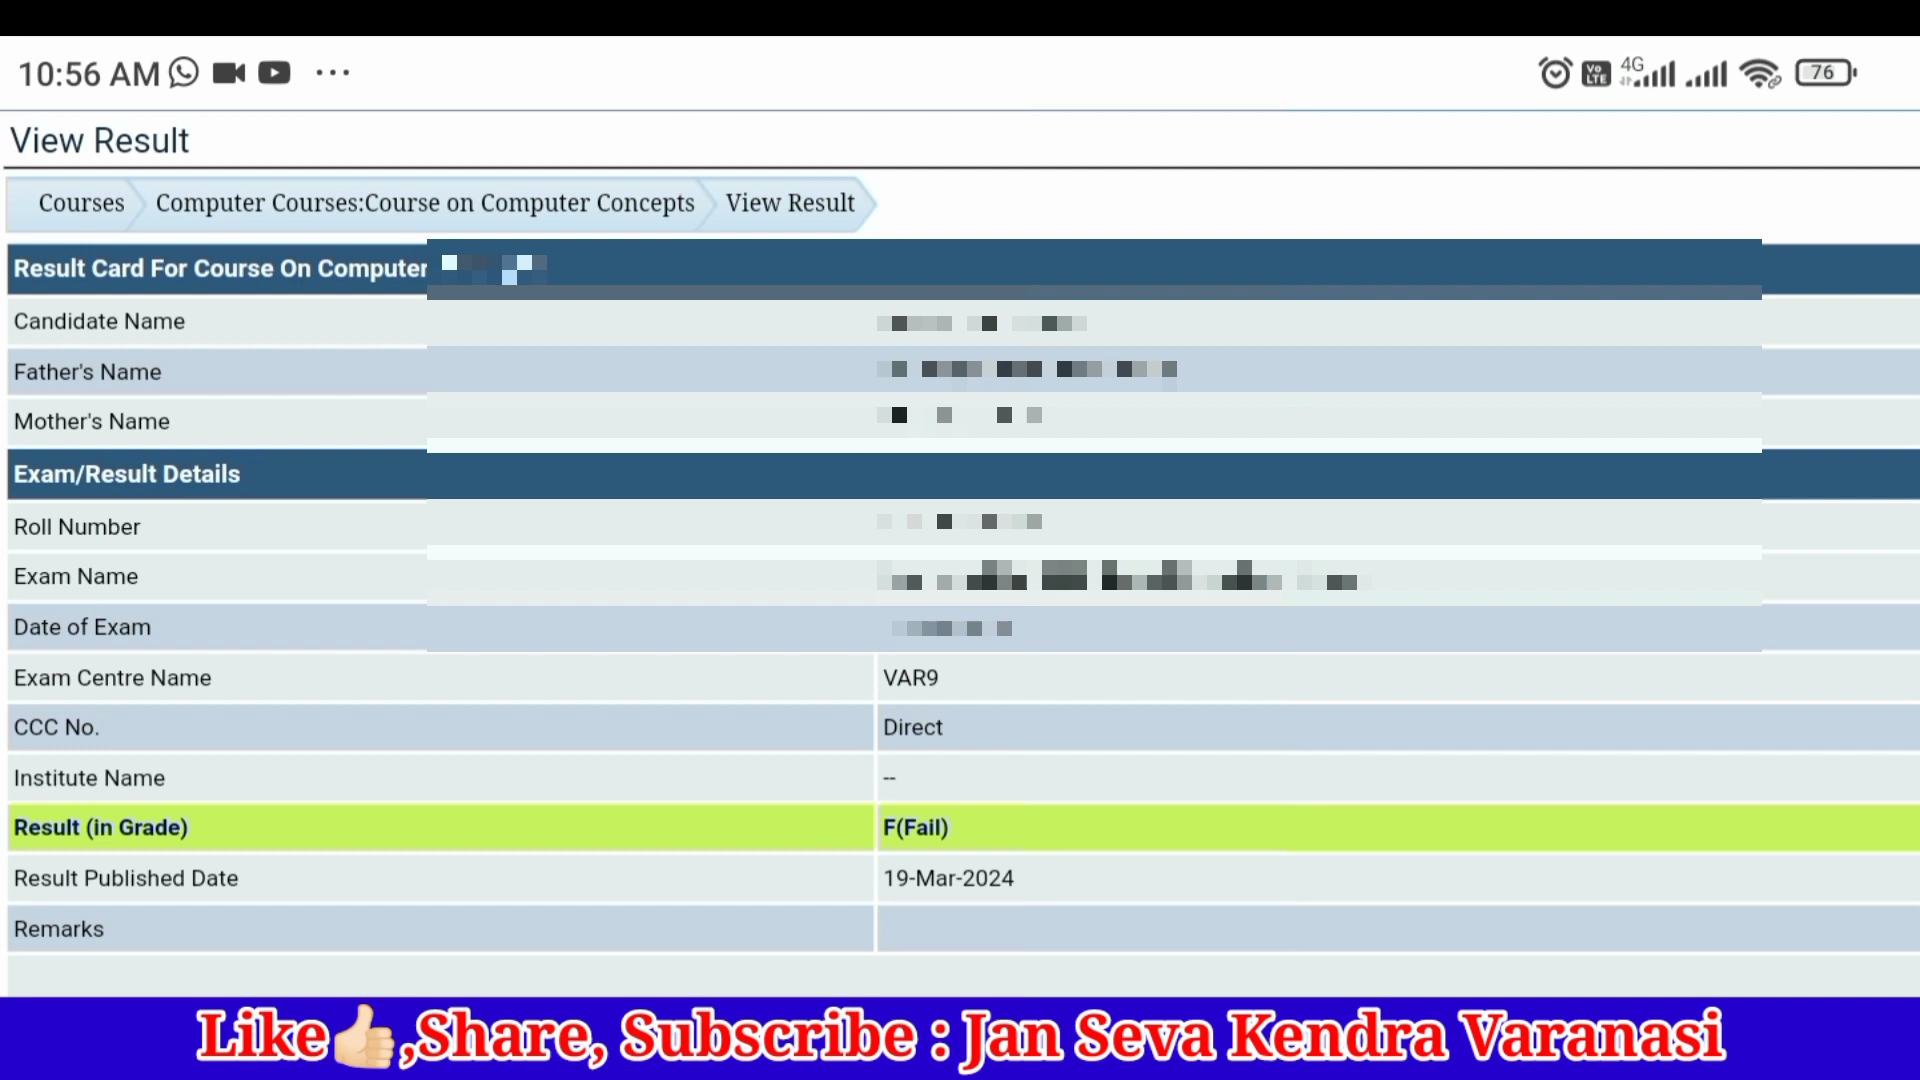 10:56 AM ... 4G Vo LTE 76
View Result
Courses Computer Courses:Course on Computer Concepts View Result
Result Card For Course On Computer
Candidate Name
Father's Name
Mother's Name
Exam/Result Details
Roll Number
Exam Name
Date of Exam
Exam Centre Name VAR9
CCC No. Direct
Institute Name --
Result (in Grade) F(Fail)
Result Published Date 19-Mar-2024
Remarks
Like👍🏻,Share, Subscribe : Jan Seva Kendra Varanasi